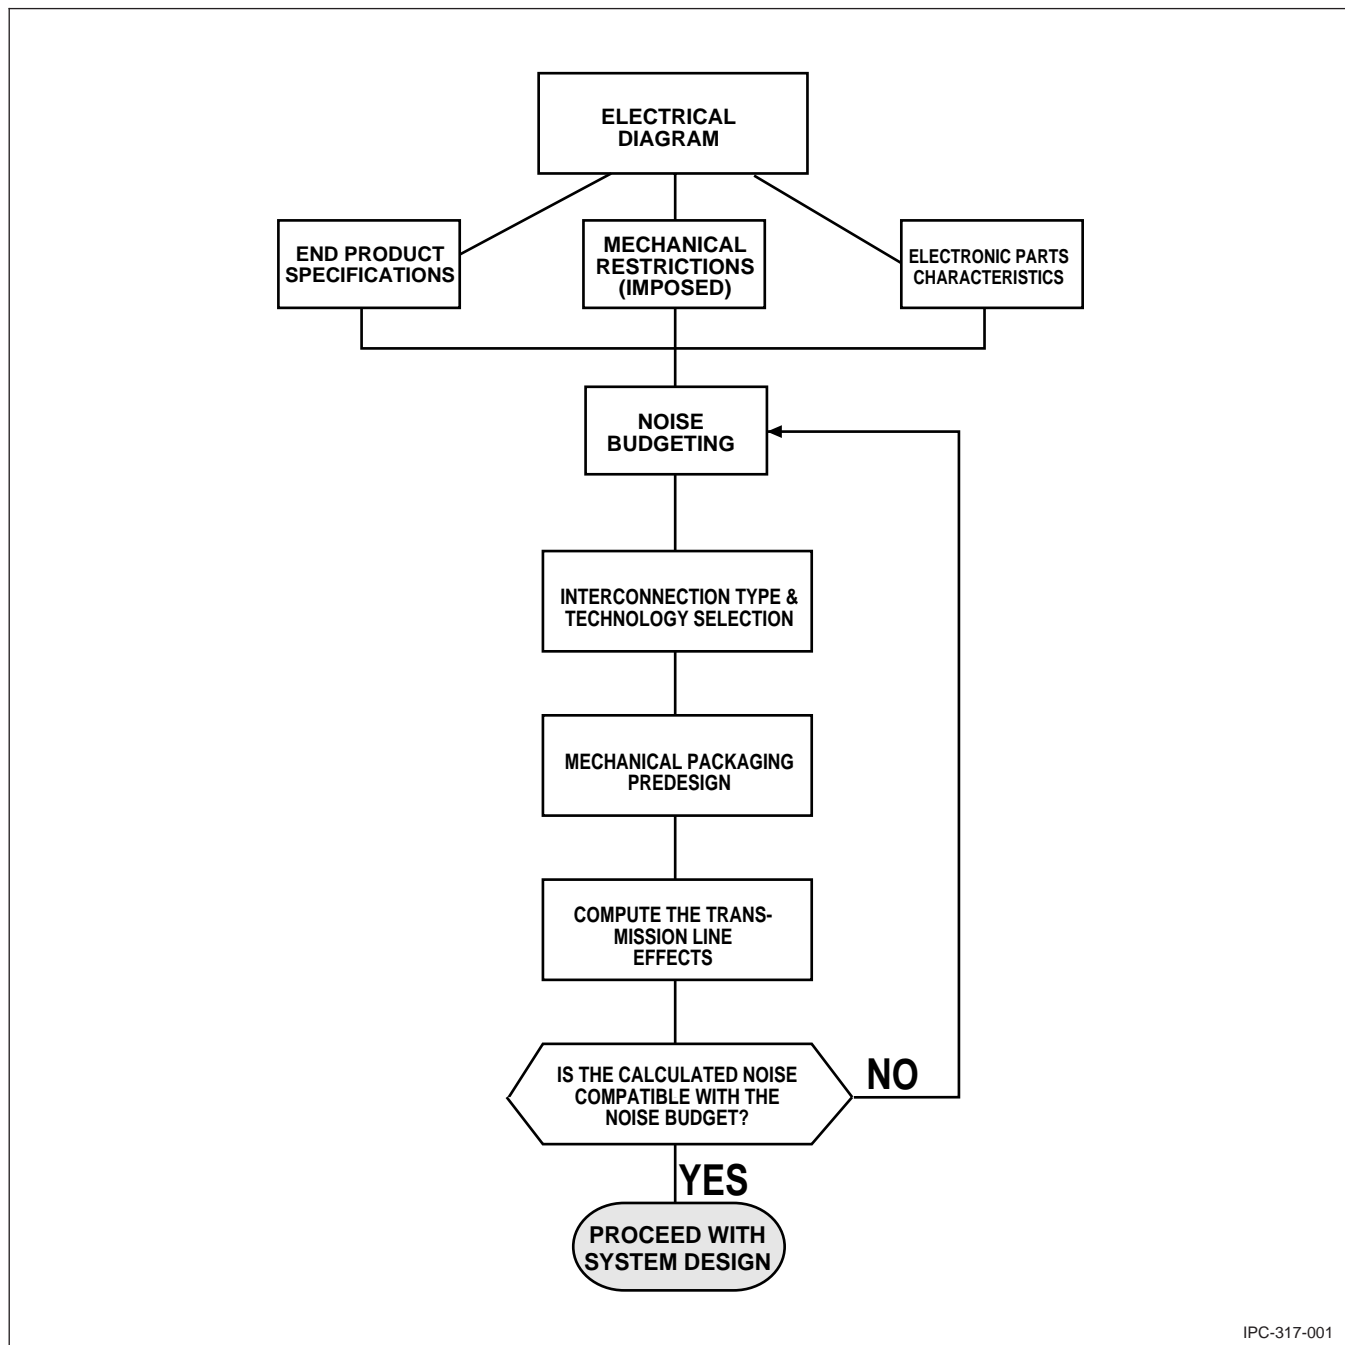 ELECTRICAL
DIAGRAM
END PRODUCT
SPECIFICATIONS
MECHANICAL
RESTRICTIONS
(IMPOSED)
ELECTRONIC PARTS
CHARACTERISTICS
NOISE
BUDGETING
INTERCONNECTION TYPE &
TECHNOLOGY SELECTION
MECHANICAL PACKAGING
PREDESIGN
COMPUTE THE TRANS-
MISSION LINE
EFFECTS
IS THE CALCULATED NOISE
COMPATIBLE WITH THE
NOISE BUDGET?
NO
YES
PROCEED WITH
SYSTEM DESIGN
IPC-317-001